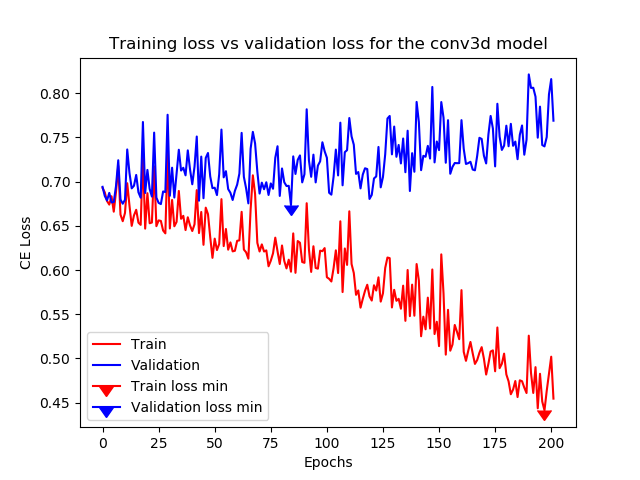 Training loss vs validation loss for the conv3d model
0.80
0.75
0.70
0.65
0.60
0.55
0.50
0.45
CE Loss
Train
Validation
Train loss min
Validation loss min
0 25 50 75 100 125 150 175 200
Epochs